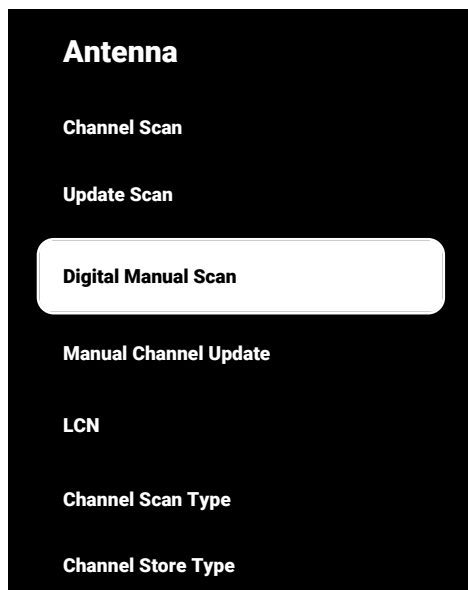 Antenna
Channel Scan
Update Scan
Digital Manual Scan
Manual Channel Update
LCN
Channel Scan Type
Channel Store Type